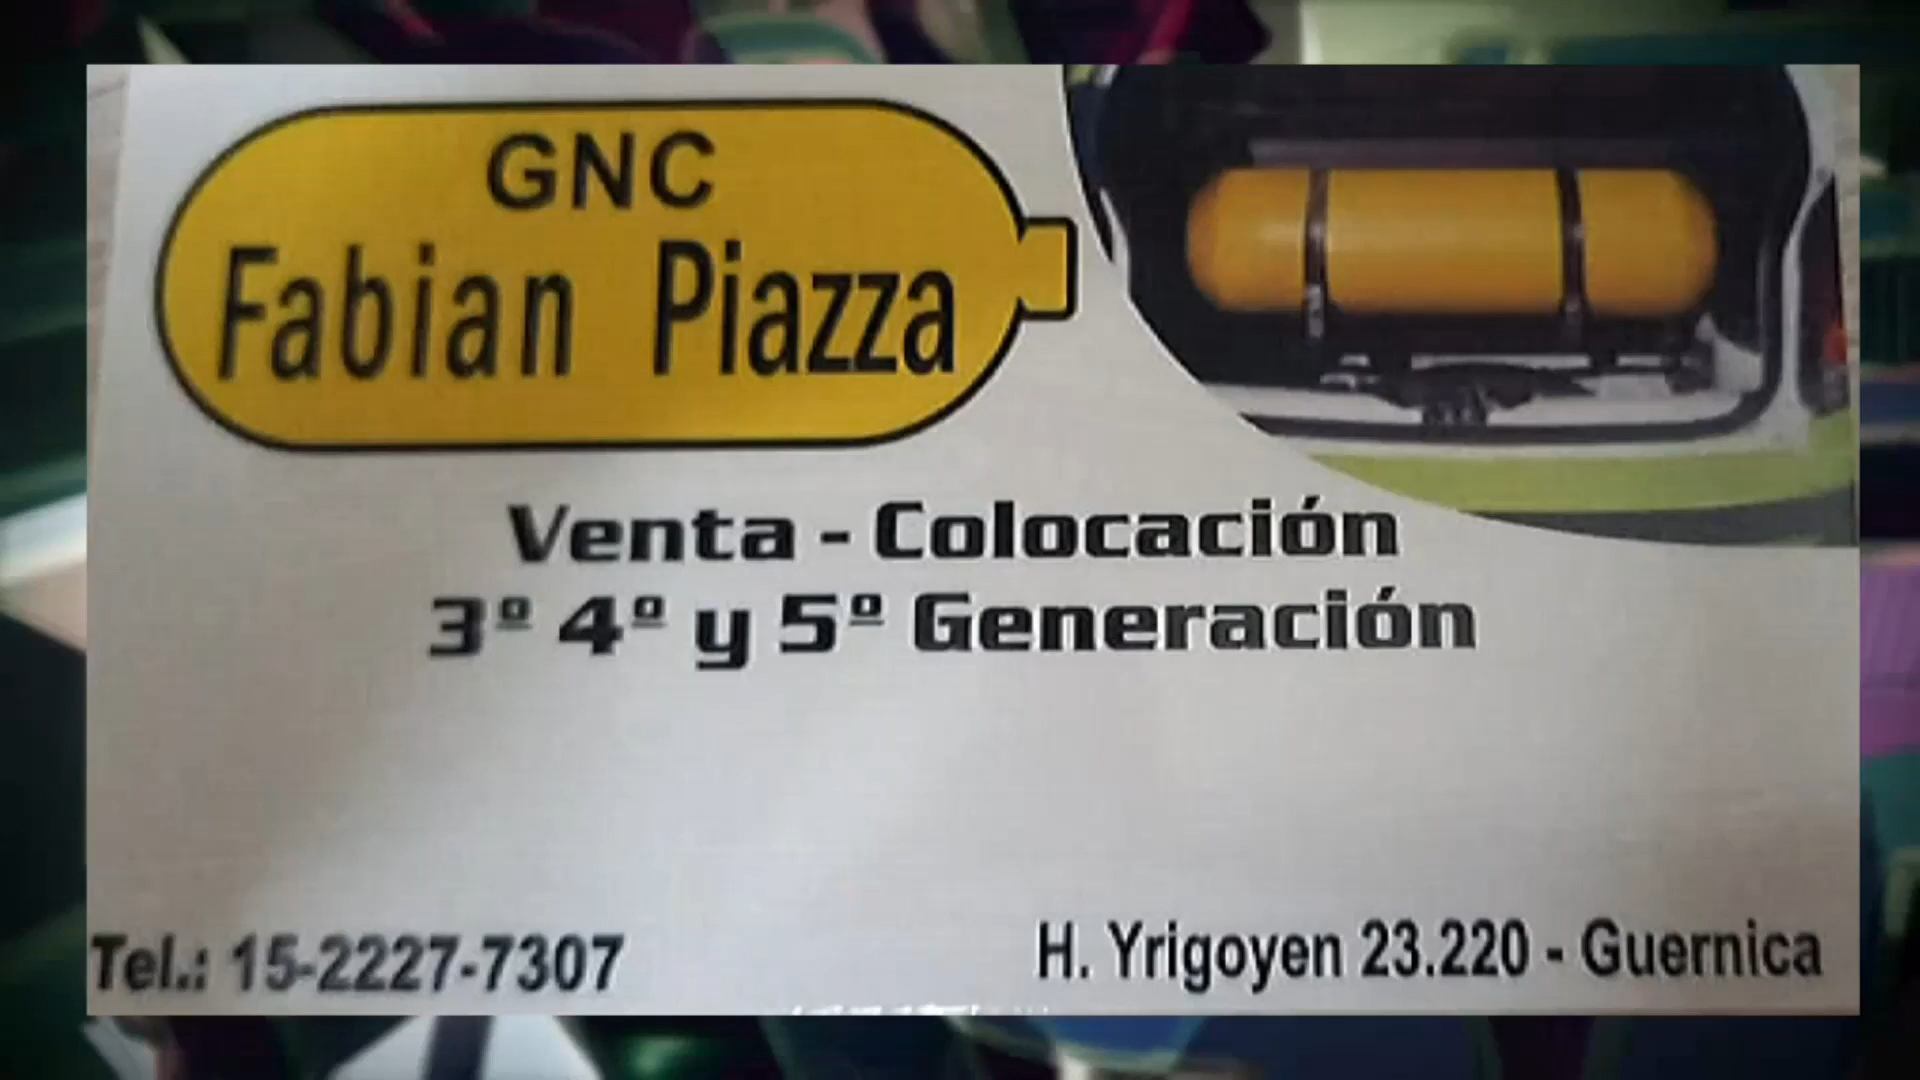 GNC
Fabian Piazza
Venta - Colocación
3º 4º y 5º Generación
Tel.: 15-2227-7307
H. Yrigoyen 23.220 - Guernica